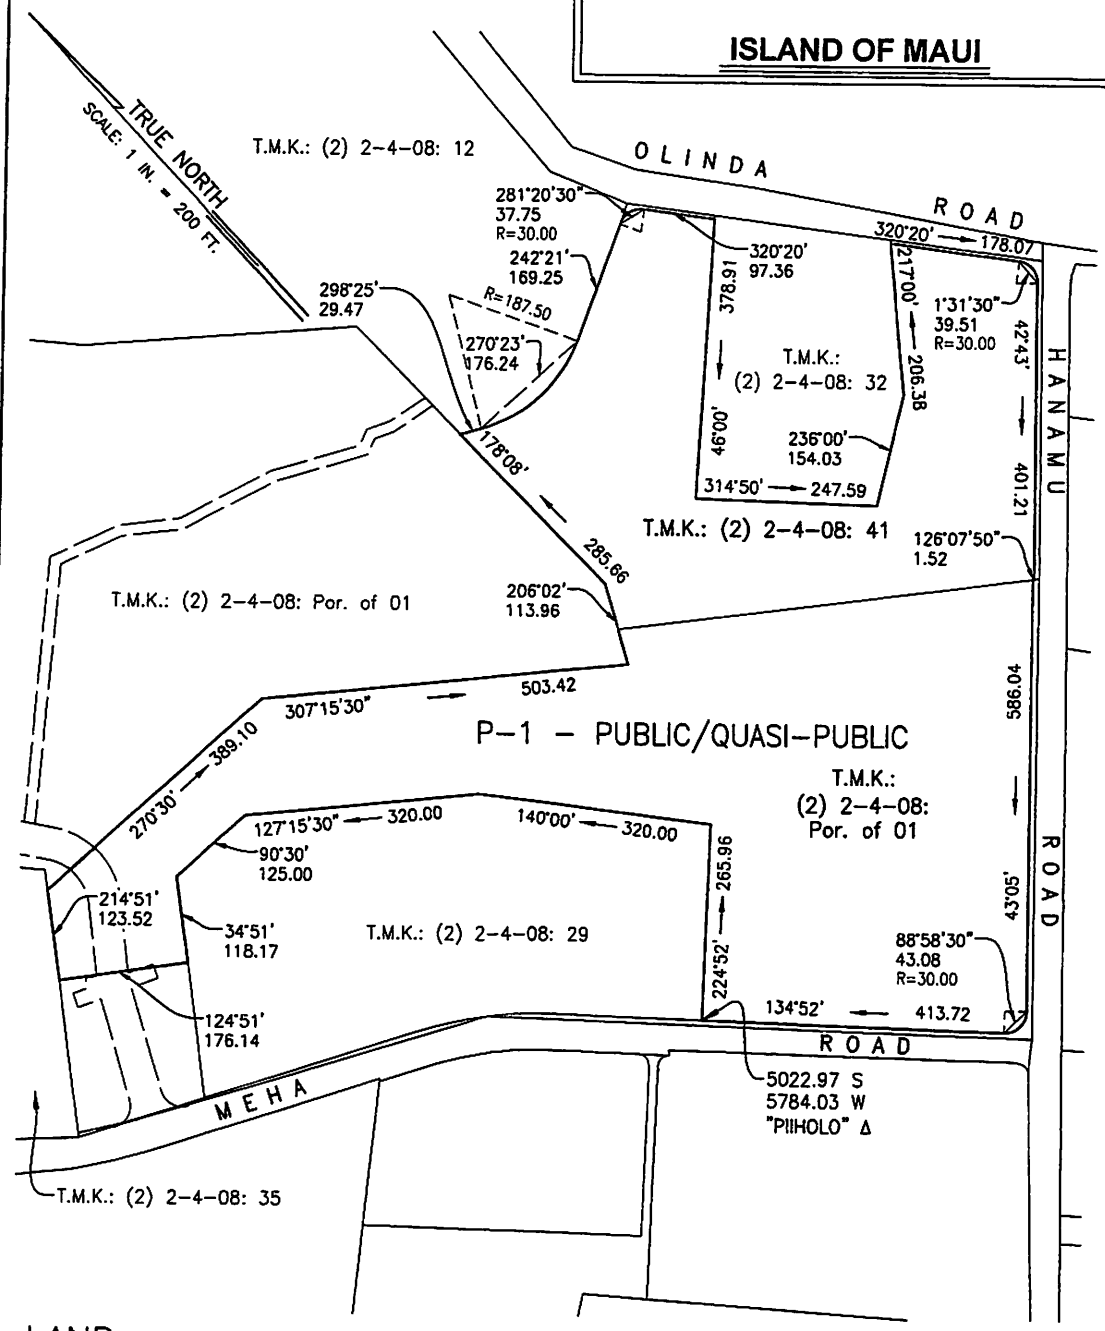 ISLAND OF MAUI
TRUE NORTH
SCALE: 1 IN. = 200 FT.
T.M.K.: (2) 2-4-08: 12
OLINDA ROAD
281°20'30"
37.75
R=30.00
242°21'
169.25
320°20'
97.36
320°20' 178.07
298°25'
29.47
R=187.50
270°23'
176.24
378.91
46°00'
217°00'
206.38
1°31'30"
39.51
R=30.00
T.M.K.:
(2) 2-4-08: 32
236°00'
154.03
314°50' 247.59
42°43'
401.21
HANAMU ROAD
178°08'
285.66
T.M.K.: (2) 2-4-08: 41
126°07'50"
1.52
T.M.K.: (2) 2-4-08: Por. of 01
206°02'
113.96
307°15'30" 503.42
586.04
43°05'
P-1 - PUBLIC/QUASI-PUBLIC
T.M.K.:
(2) 2-4-08:
Por. of 01
270°30' 389.10
127°15'30" 320.00
140°00' 320.00
90°30'
125.00
214°51'
123.52
34°51'
118.17
T.M.K.: (2) 2-4-08: 29
224°52' 265.96
88°58'30"
43.08
R=30.00
124°51'
176.14
134°52' 413.72
MEHA ROAD
5022.97 S
5784.03 W
"PIIHOLO" Δ
T.M.K.: (2) 2-4-08: 35
LAND